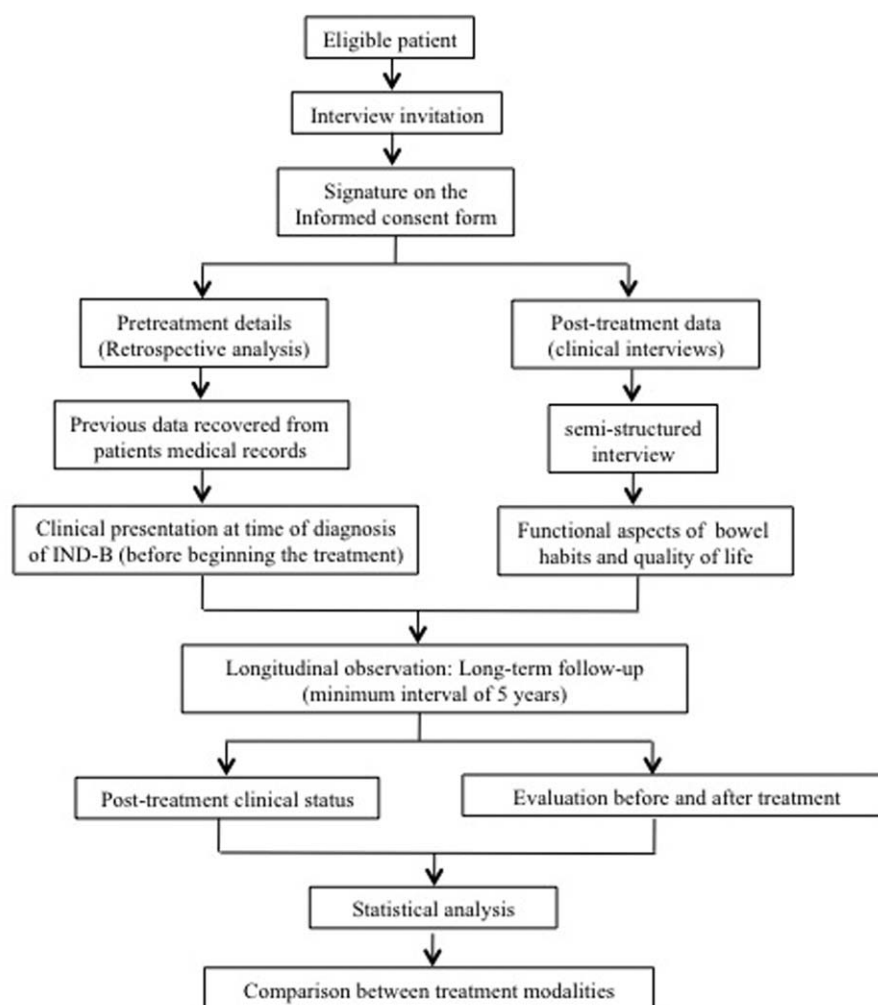 Eligible patient
Interview invitation
Signature on the
Informed consent form
Pretreatment details
(Retrospective analysis)
Post-treatment data
(clinical interviews)
Previous data recovered from
patients medical records
semi-structured
interview
Clinical presentation at time of diagnosis
of IND-B (before beginning the treatment)
Functional aspects of bowel
habits and quality of life
Longitudinal observation: Long-term follow-up
(minimum interval of 5 years)
Post-treatment clinical status
Evaluation before and after treatment
Statistical analysis
Comparison between treatment modalities